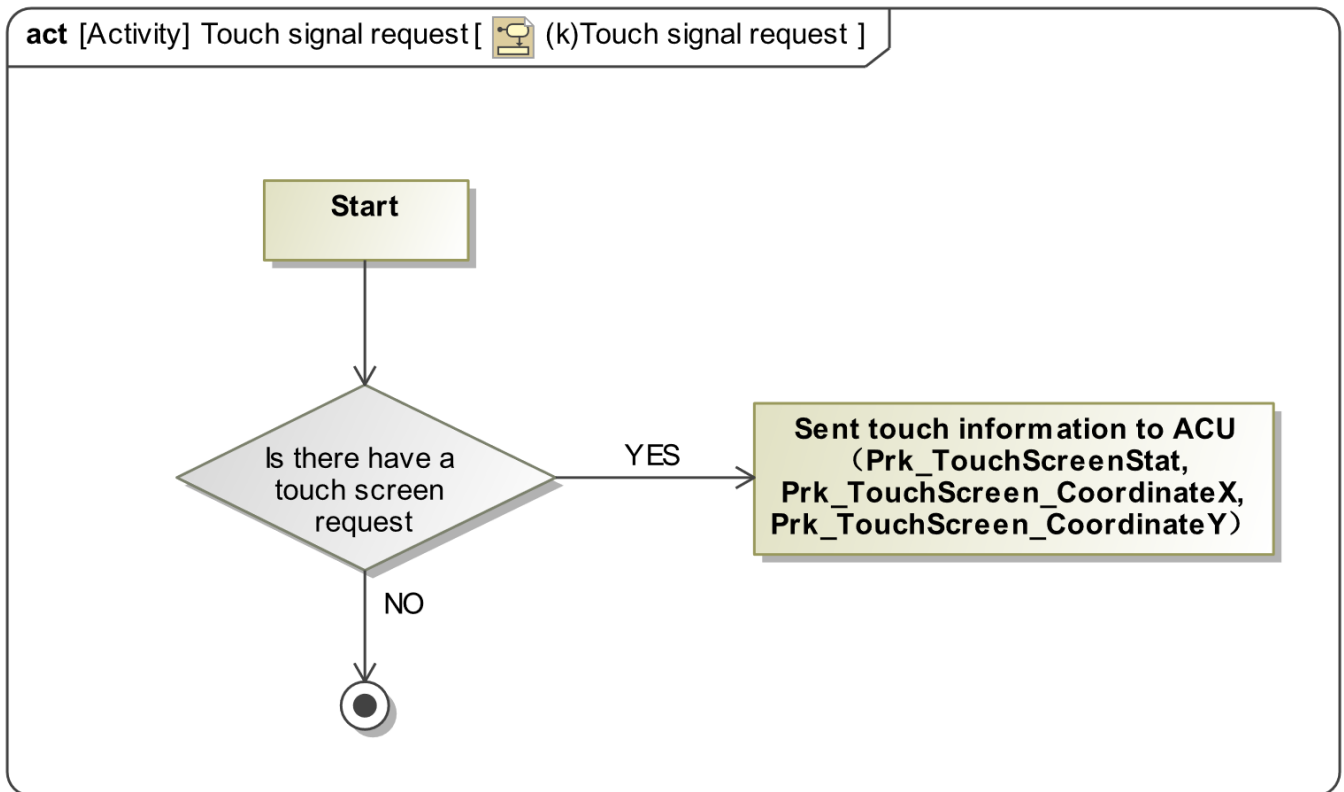 act [Activity] Touch signal request [ (k)Touch signal request ]
Start
Is there have a
touch screen
request
YES
Sent touch information to ACU
（Prk_TouchScreenStat,
Prk_TouchScreen_CoordinateX,
Prk_TouchScreen_CoordinateY）
NO